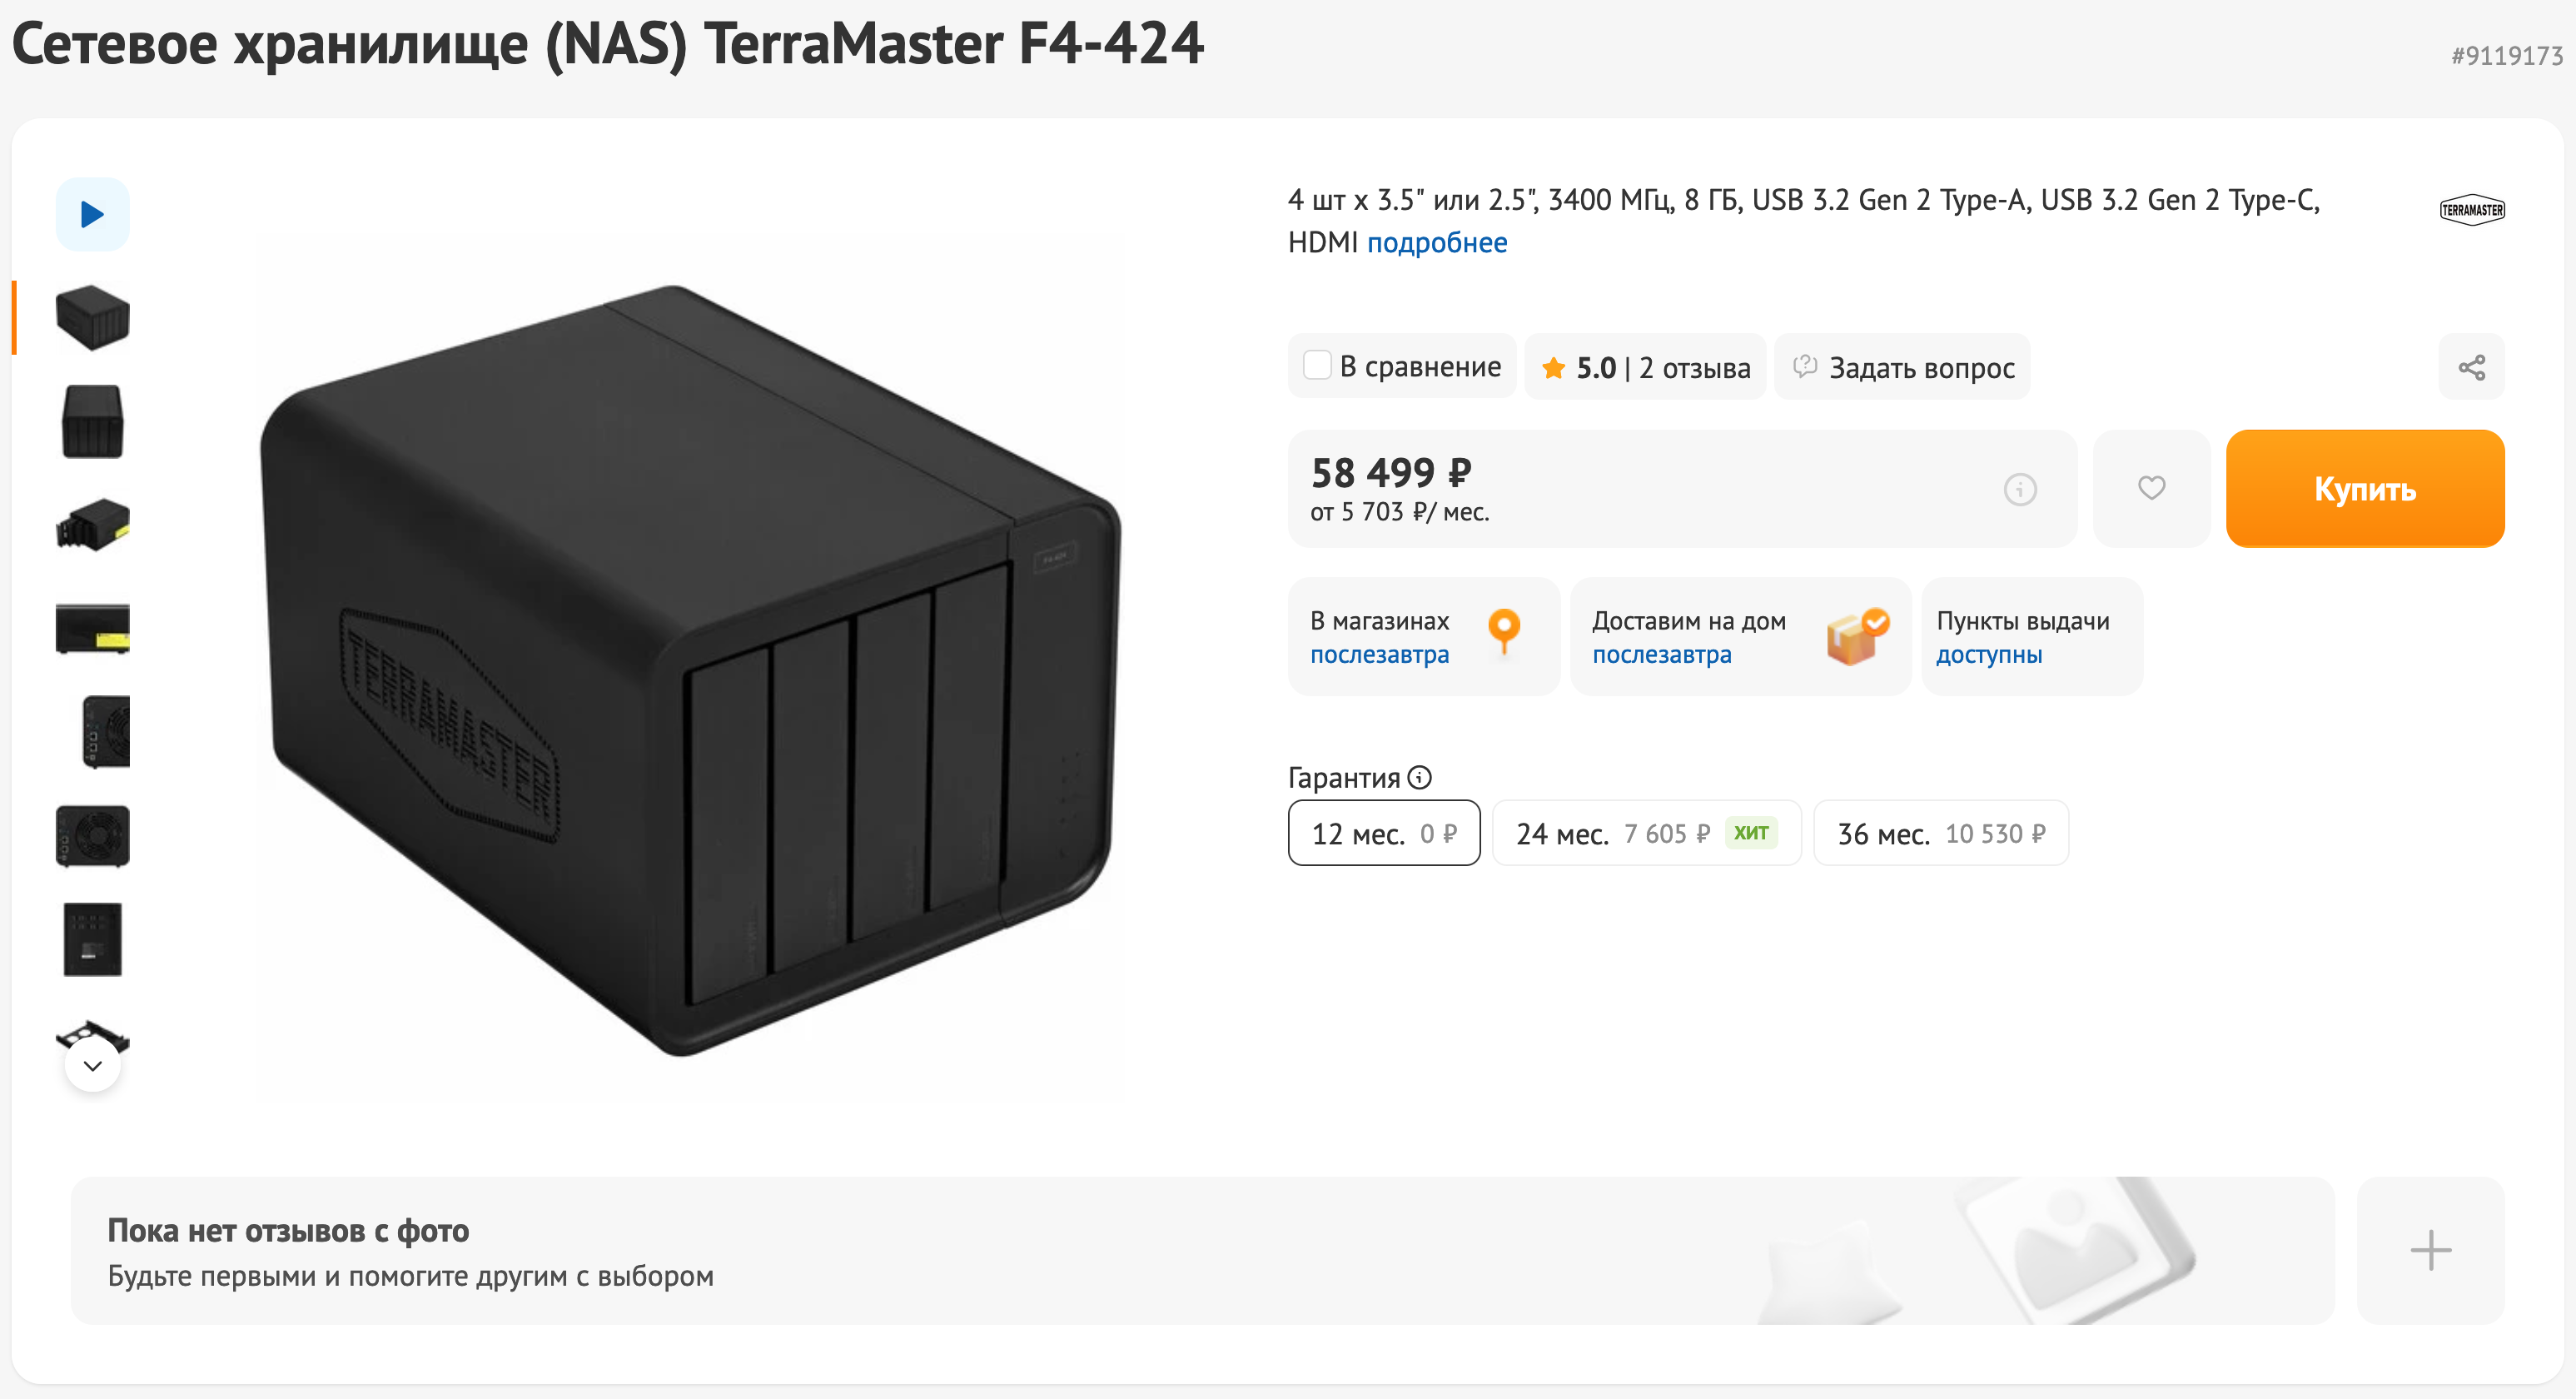 Сетевое хранилище (NAS) TerraMaster F4-424
#9119173
4 шт x 3.5" или 2.5", 3400 МГц, 8 ГБ, USB 3.2 Gen 2 Type-A, USB 3.2 Gen 2 Type-C,
HDMI подробнее
TERRAMASTER
В сравнение
5.0 | 2 отзыва
Задать вопрос
58 499 ₽
от 5 703 ₽/ мес.
Купить
F4-424
TERRAMASTER
В магазинах
послезавтра
Доставим на дом
послезавтра
Пункты выдачи
доступны
Гарантия
12 мес. 0 ₽
24 мес. 7 605 ₽ ХИТ
36 мес. 10 530 ₽
Пока нет отзывов с фото
Будьте первыми и помогите другим с выбором